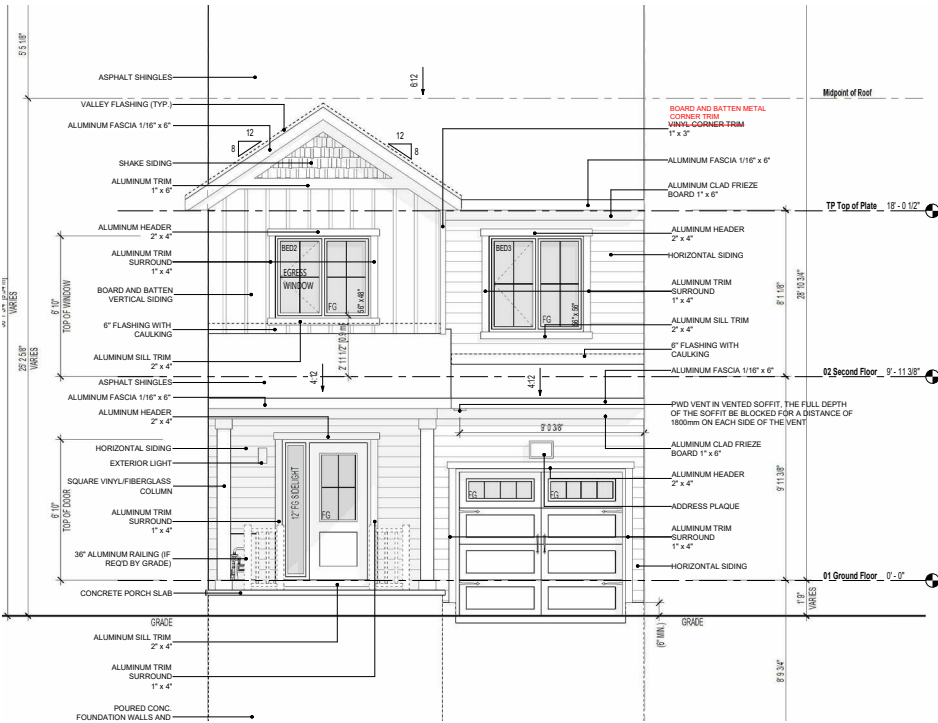 5' 5 1/8"
ASPHALT SHINGLES
6:12
Midpoint of Roof
VALLEY FLASHING (TYP.)
ALUMINUM FASCIA 1/16" x 6"
BOARD AND BATTEN METAL
CORNER TRIM
VINYL CORNER TRIM
1" x 3"
12
8
12
8
SHAKE SIDING
ALUMINUM FASCIA 1/16" x 6"
ALUMINUM TRIM
1" x 6"
ALUMINUM CLAD FRIEZE
BOARD 1" x 6"
TP Top of Plate 18' - 0 1/2"
ALUMINUM HEADER
2" x 4"
ALUMINUM HEADER
2" x 4"
BED2
EGRESS
WINDOW
FG
56" x 48"
BED3
FG
56" x 56"
ALUMINUM TRIM
SURROUND
1" x 4"
HORIZONTAL SIDING
BOARD AND BATTEN
VERTICAL SIDING
ALUMINUM TRIM
SURROUND
1" x 4"
VARIES
25' 2 5/8"
VARIES
6' 10"
TOP OF WINDOW
8' 1 1/8"
28' 10 3/4"
6" FLASHING WITH
CAULKING
ALUMINUM SILL TRIM
2" x 4"
2' 11 1/2"
6" FLASHING WITH
CAULKING
ALUMINUM SILL TRIM
2" x 4"
ALUMINUM FASCIA 1/16" x 6"
02 Second Floor 9' - 11 3/8"
ASPHALT SHINGLES
4:12
4:12
ALUMINUM FASCIA 1/16" x 6"
PWD VENT IN VENTED SOFFIT, THE FULL DEPTH
OF THE SOFFIT BE BLOCKED FOR A DISTANCE OF
1800mm ON EACH SIDE OF THE VENT
ALUMINUM HEADER
2" x 4"
9' 0 3/8"
ALUMINUM CLAD FRIEZE
BOARD 1" x 6"
HORIZONTAL SIDING
EXTERIOR LIGHT
ALUMINUM HEADER
2" x 4"
SQUARE VINYL/FIBERGLASS
COLUMN
12" FG SIDELIGHT
FG
FG
FG
ADDRESS PLAQUE
6' 10"
TOP OF DOOR
9' 11 3/8"
ALUMINUM TRIM
SURROUND
1" x 4"
ALUMINUM TRIM
SURROUND
1" x 4"
36" ALUMINUM RAILING (IF
REQ'D BY GRADE)
HORIZONTAL SIDING
01 Ground Floor 0' - 0"
CONCRETE PORCH SLAB
1' 9"
VARIES
GRADE
(6" MIN.)
GRADE
ALUMINUM SILL TRIM
2" x 4"
ALUMINUM TRIM
SURROUND
1" x 4"
8' 9 3/4"
POURED CONC.
FOUNDATION WALLS AND